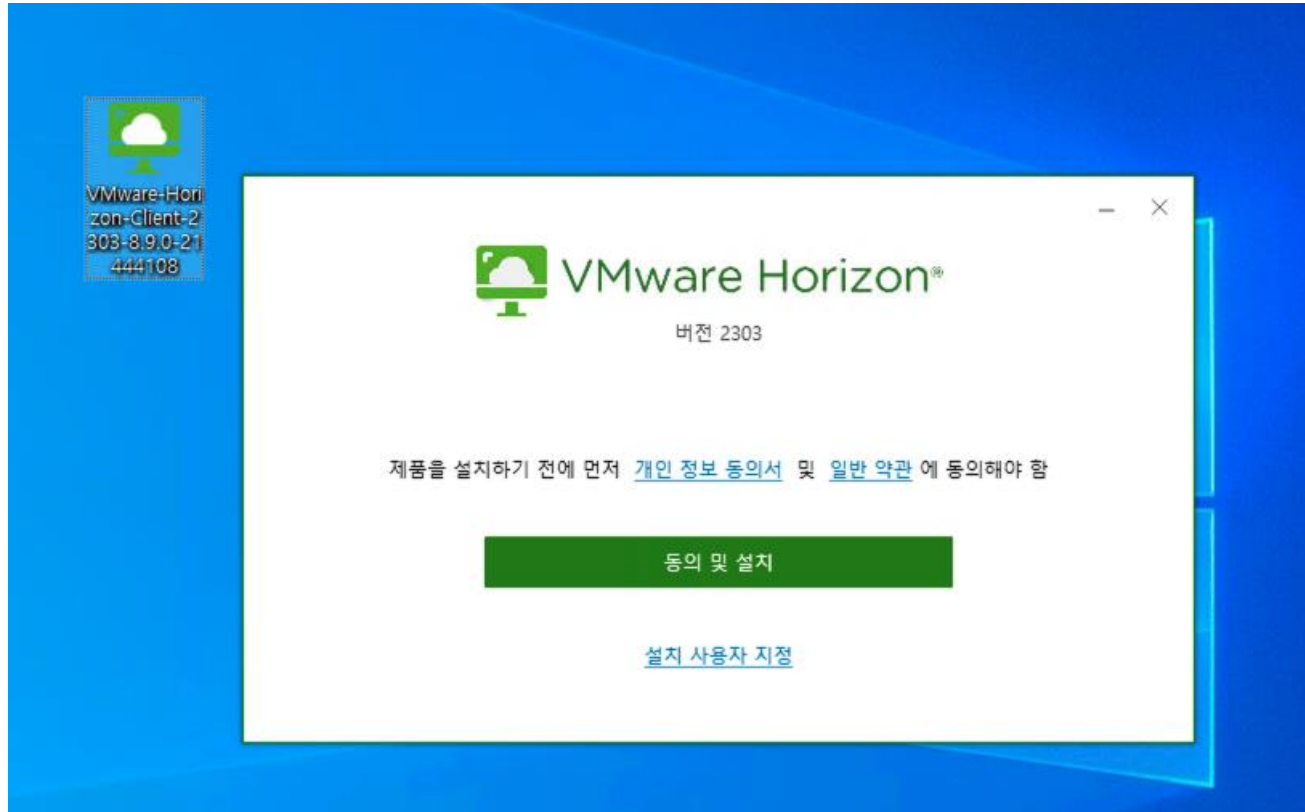 VMware-Hori
zon-Client-2
303-8.9.0-21
444108
VMware Horizon®
버전 2303
제품을 설치하기 전에 먼저 개인 정보 동의서 및 일반 약관 에 동의해야 함
동의 및 설치
설치 사용자 지정